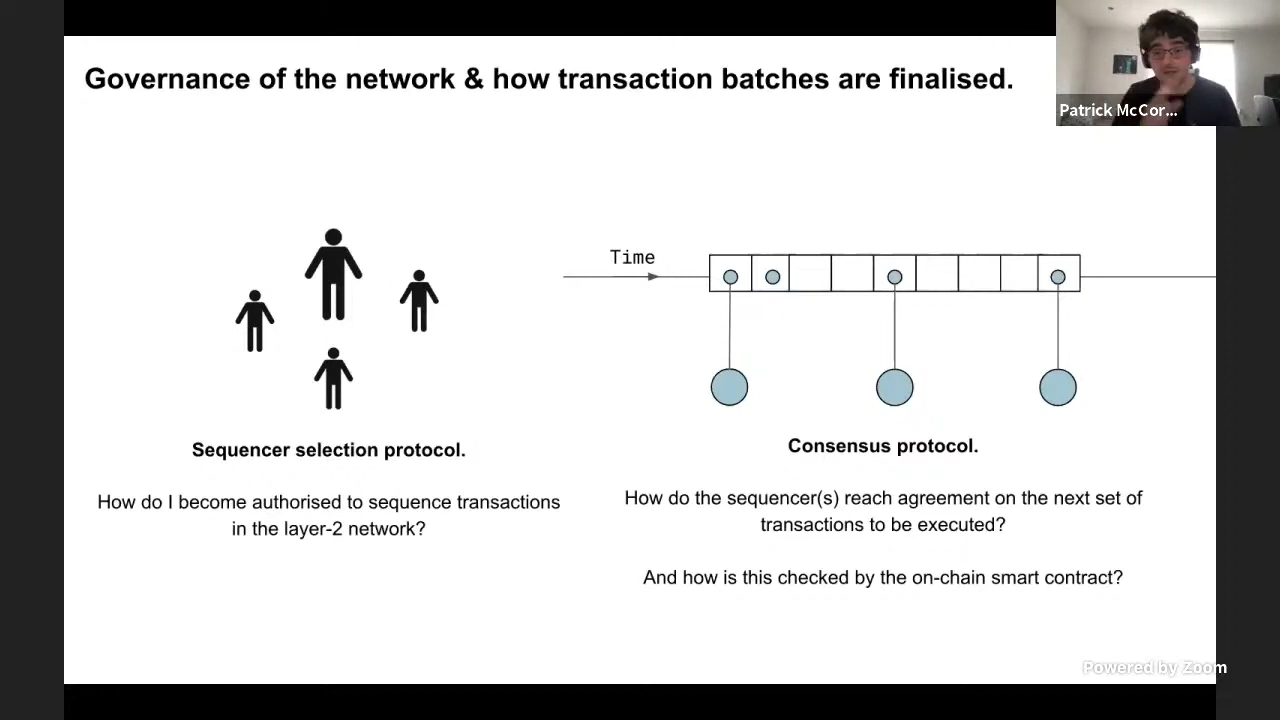 Governance of the network & how transaction batches are finalised.
Patrick McCor...
Time
Sequencer selection protocol.
How do I become authorised to sequence transactions
in the layer-2 network?
Consensus protocol.
How do the sequencer(s) reach agreement on the next set of
transactions to be executed?
And how is this checked by the on-chain smart contract?
Powered by Zoom